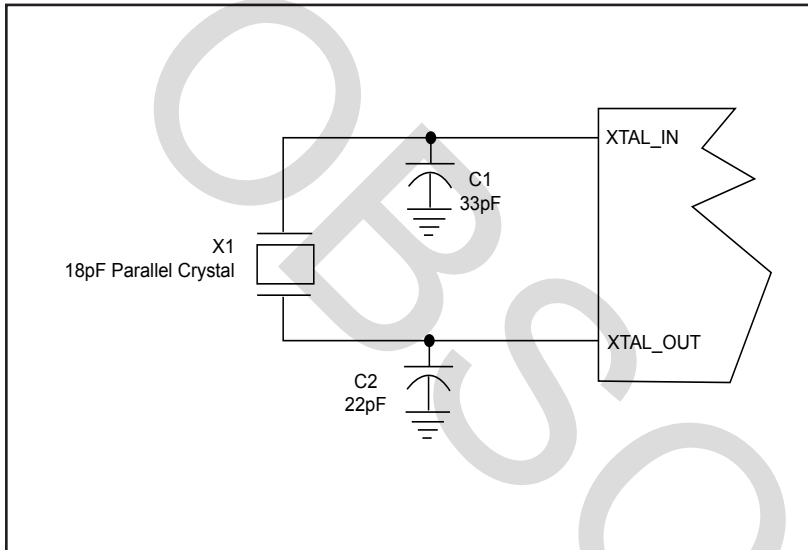 XTAL_IN
C1
33pF
X1
18pF Parallel Crystal
XTAL_OUT
C2
22pF
OBSO